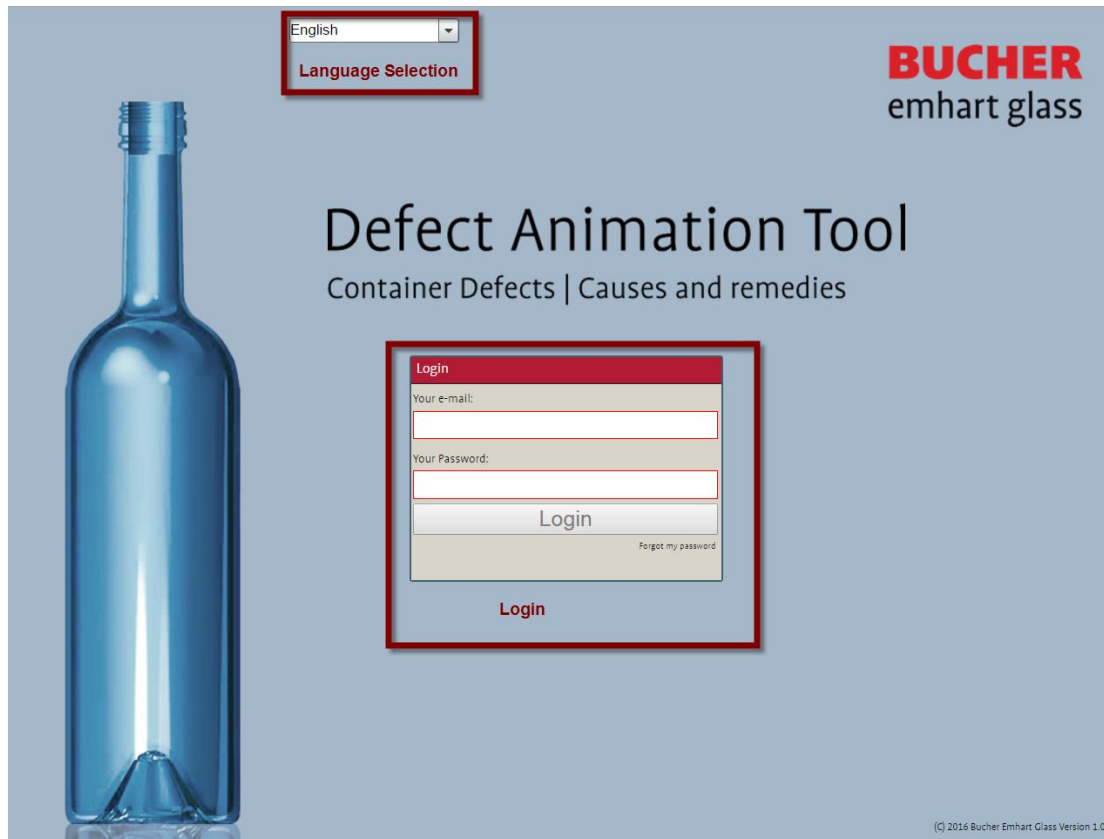 English
Language Selection
BUCHER
emhart glass
Defect Animation Tool
Container Defects | Causes and remedies
Login
Your e-mail:
Your Password:
Login
Forgot my password
Login
(C) 2016 Bucher Emhart Glass Version 1.0